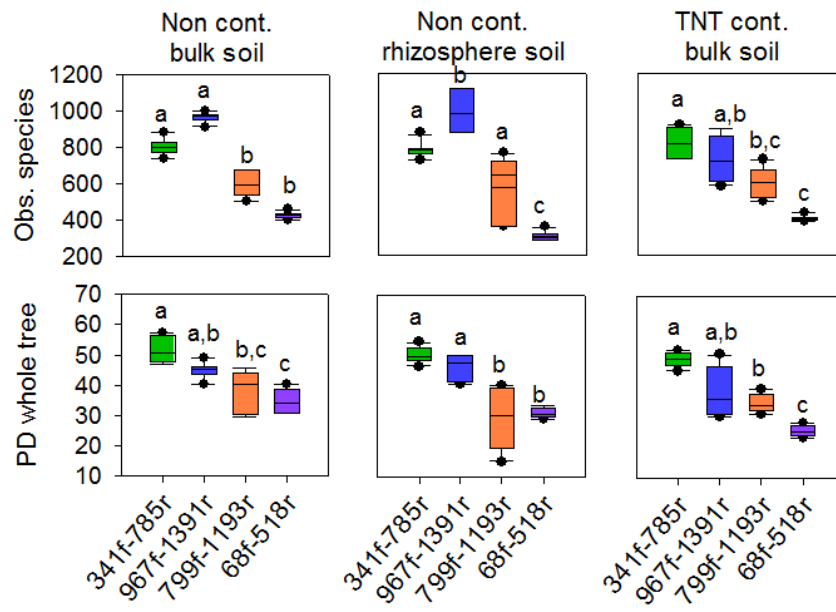 Non cont.
bulk soil
Non cont.
rhizosphere soil
TNT cont.
bulk soil
Obs. species
1200
1000
800
600
400
200
a
a
b
b
a
b
a
c
a
a,b
b,c
c
PD whole tree
70
60
50
40
30
20
10
a
a,b
b,c
c
a
a
b
b
a
a,b
b
c
341f-785r
967f-1391r
799f-1193r
68f-518r
341f-785r
967f-1391r
799f-1193r
68f-518r
341f-785r
967f-1391r
799f-1193r
68f-518r